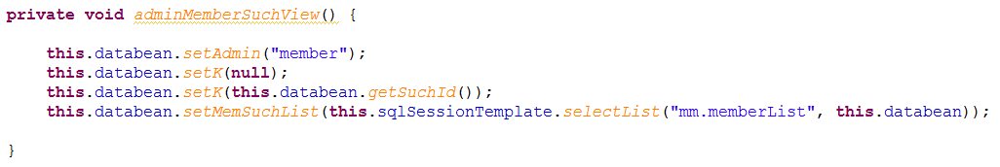 private void adminMemberSuchView() {
this.databean.setAdmin("member");
this.databean.setK(null);
this.databean.setK(this.databean.getSuchId());
this.databean.setMemSuchList(this.sqlSessionTemplate.selectList("mm.memberList", this.databean));
}